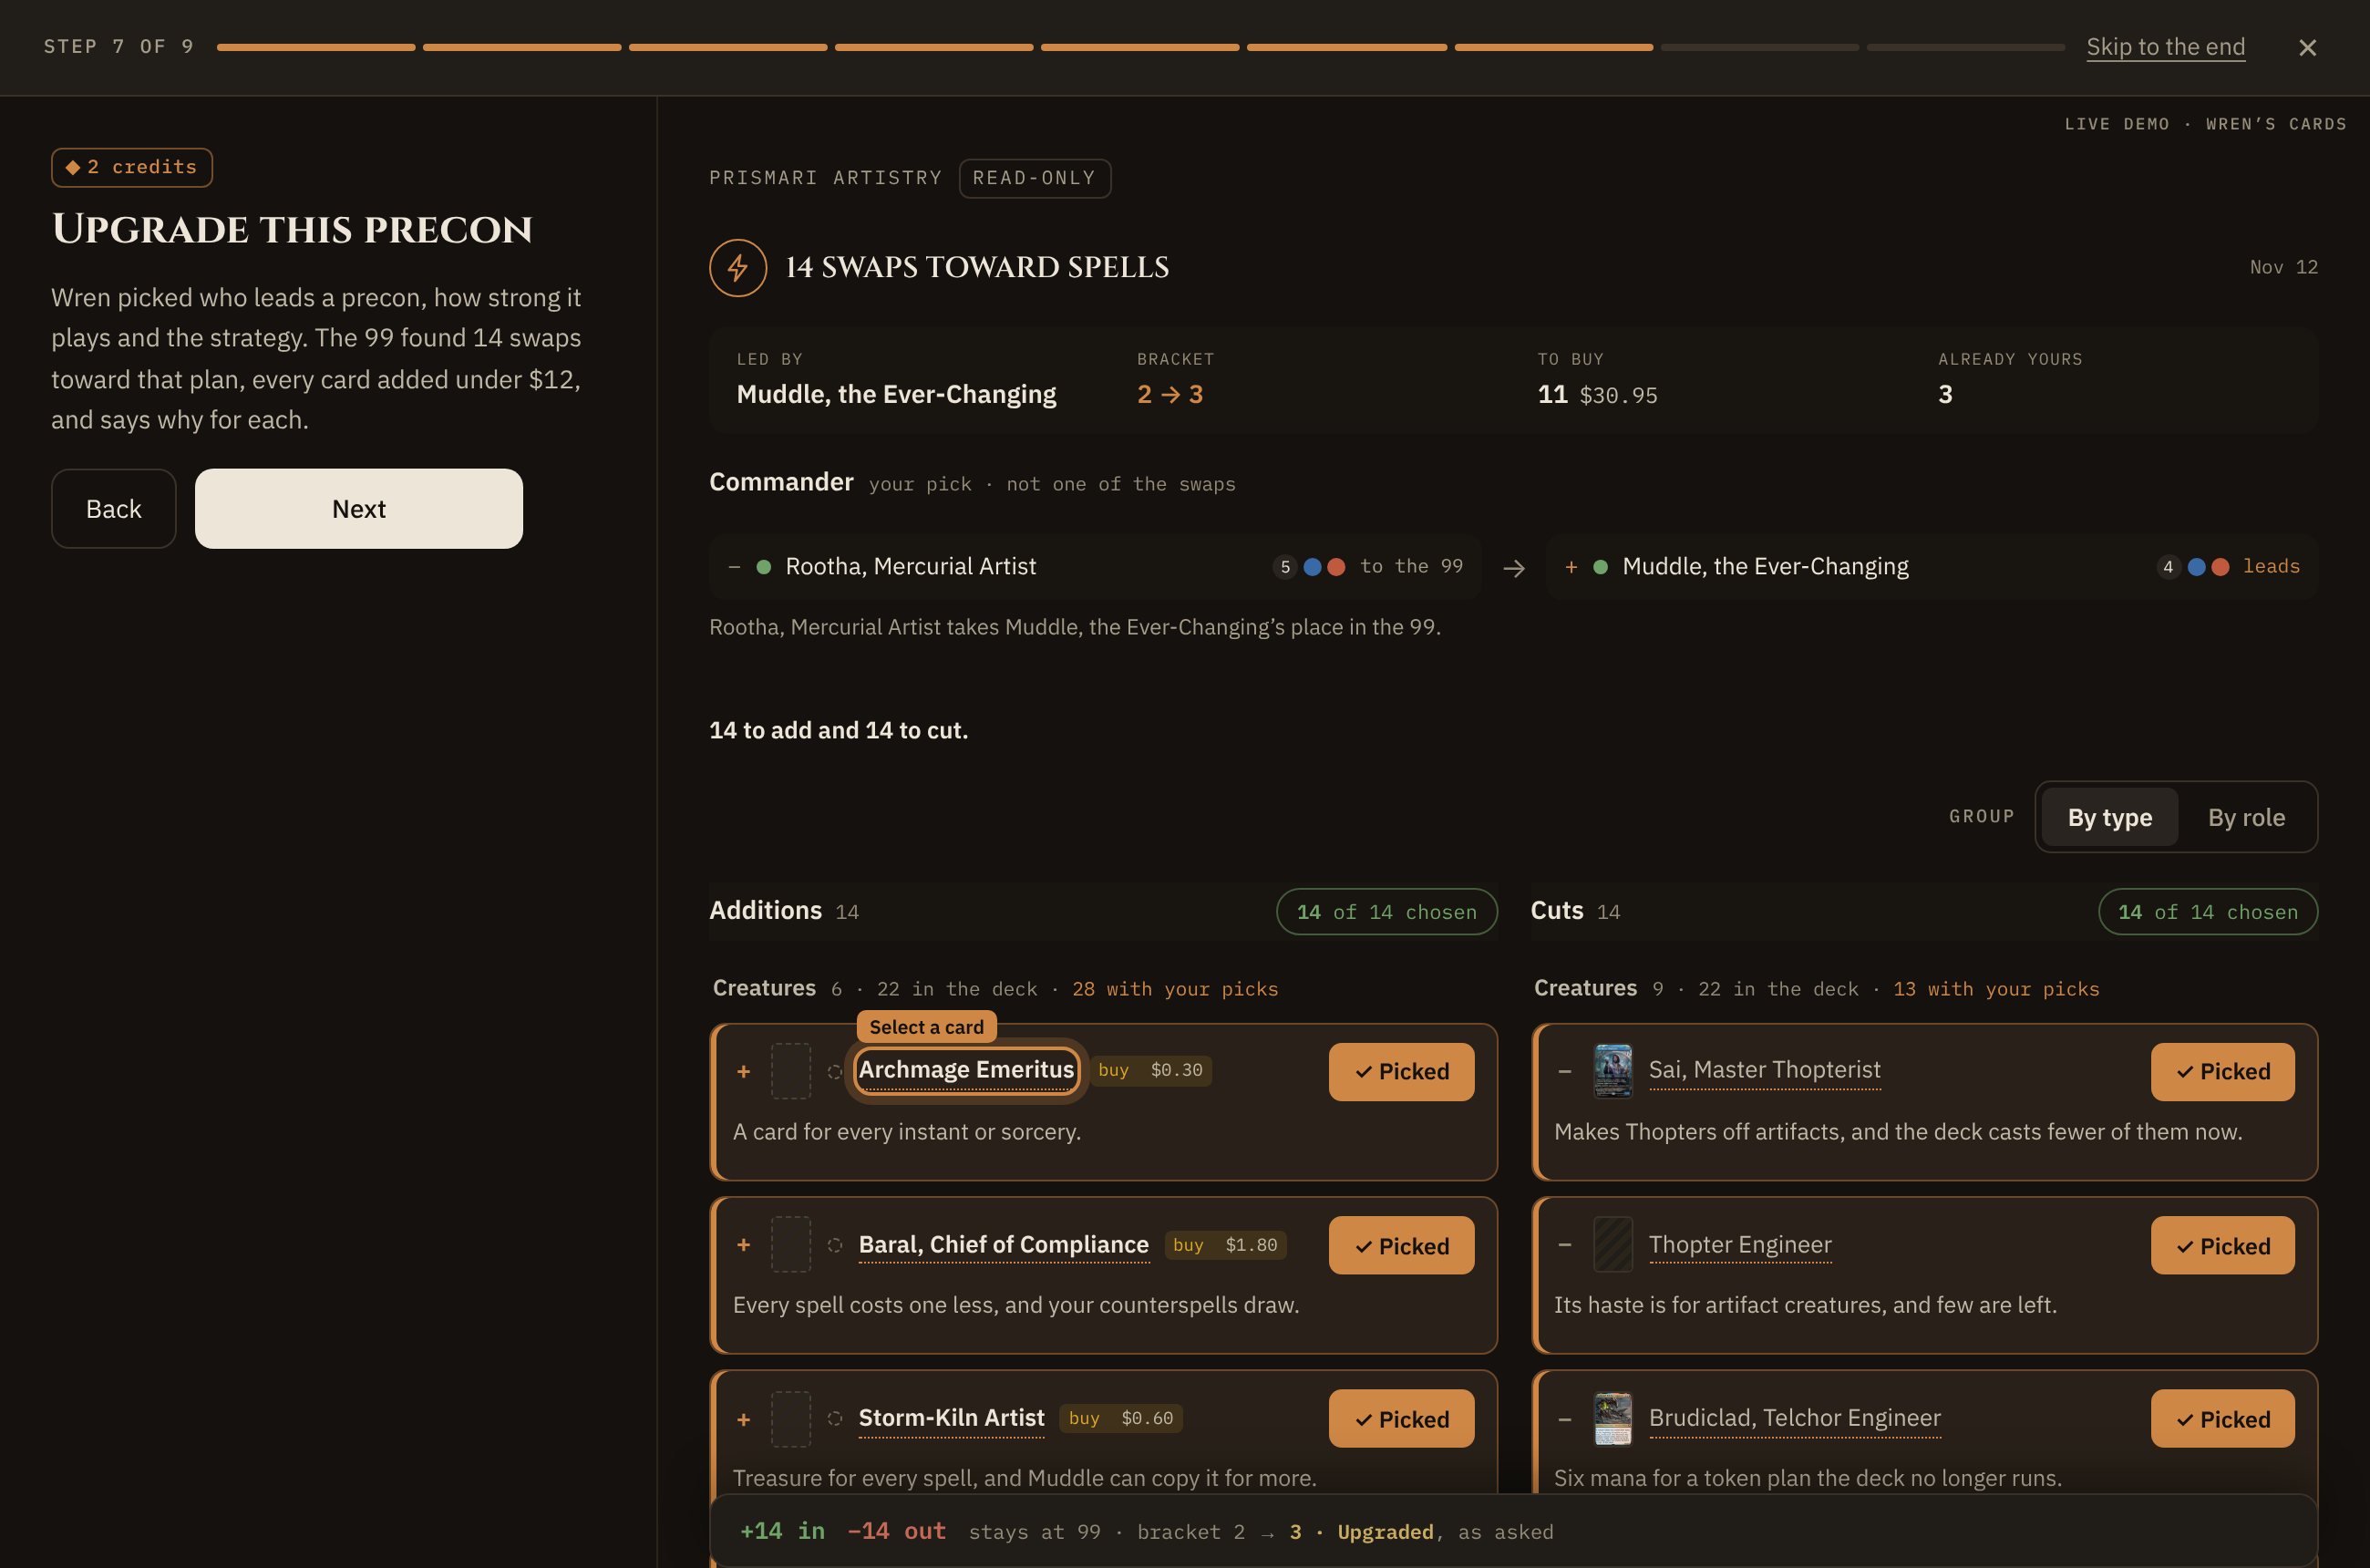 STEP 7 OF 9
Skip to the end
LIVE DEMO · WREN’S CARDS
2 credits
Upgrade this precon
Wren picked who leads a precon, how strong it
plays and the strategy. The 99 found 14 swaps
toward that plan, every card added under $12,
and says why for each.
Back
Next
PRISMARI ARTISTRY READ-ONLY
14 SWAPS TOWARD SPELLS
Nov 12
LED BY
Muddle, the Ever-Changing
BRACKET
2 → 3
TO BUY
11 $30.95
ALREADY YOURS
3
Commander your pick · not one of the swaps
− Rootha, Mercurial Artist 5 to the 99 → + Muddle, the Ever-Changing 4 leads
Rootha, Mercurial Artist takes Muddle, the Ever-Changing’s place in the 99.
14 to add and 14 to cut.
GROUP By type By role
Additions 14 14 of 14 chosen
Creatures 6 · 22 in the deck · 28 with your picks
Select a card
+ Archmage Emeritus buy $0.30 ✓ Picked
A card for every instant or sorcery.
+ Baral, Chief of Compliance buy $1.80 ✓ Picked
Every spell costs one less, and your counterspells draw.
+ Storm-Kiln Artist buy $0.60 ✓ Picked
Treasure for every spell, and Muddle can copy it for more.
Cuts 14 14 of 14 chosen
Creatures 9 · 22 in the deck · 13 with your picks
− Sai, Master Thopterist ✓ Picked
Makes Thopters off artifacts, and the deck casts fewer of them now.
− Thopter Engineer ✓ Picked
Its haste is for artifact creatures, and few are left.
− Brudiclad, Telchor Engineer ✓ Picked
Six mana for a token plan the deck no longer runs.
+14 in −14 out stays at 99 · bracket 2 → 3 · Upgraded, as asked